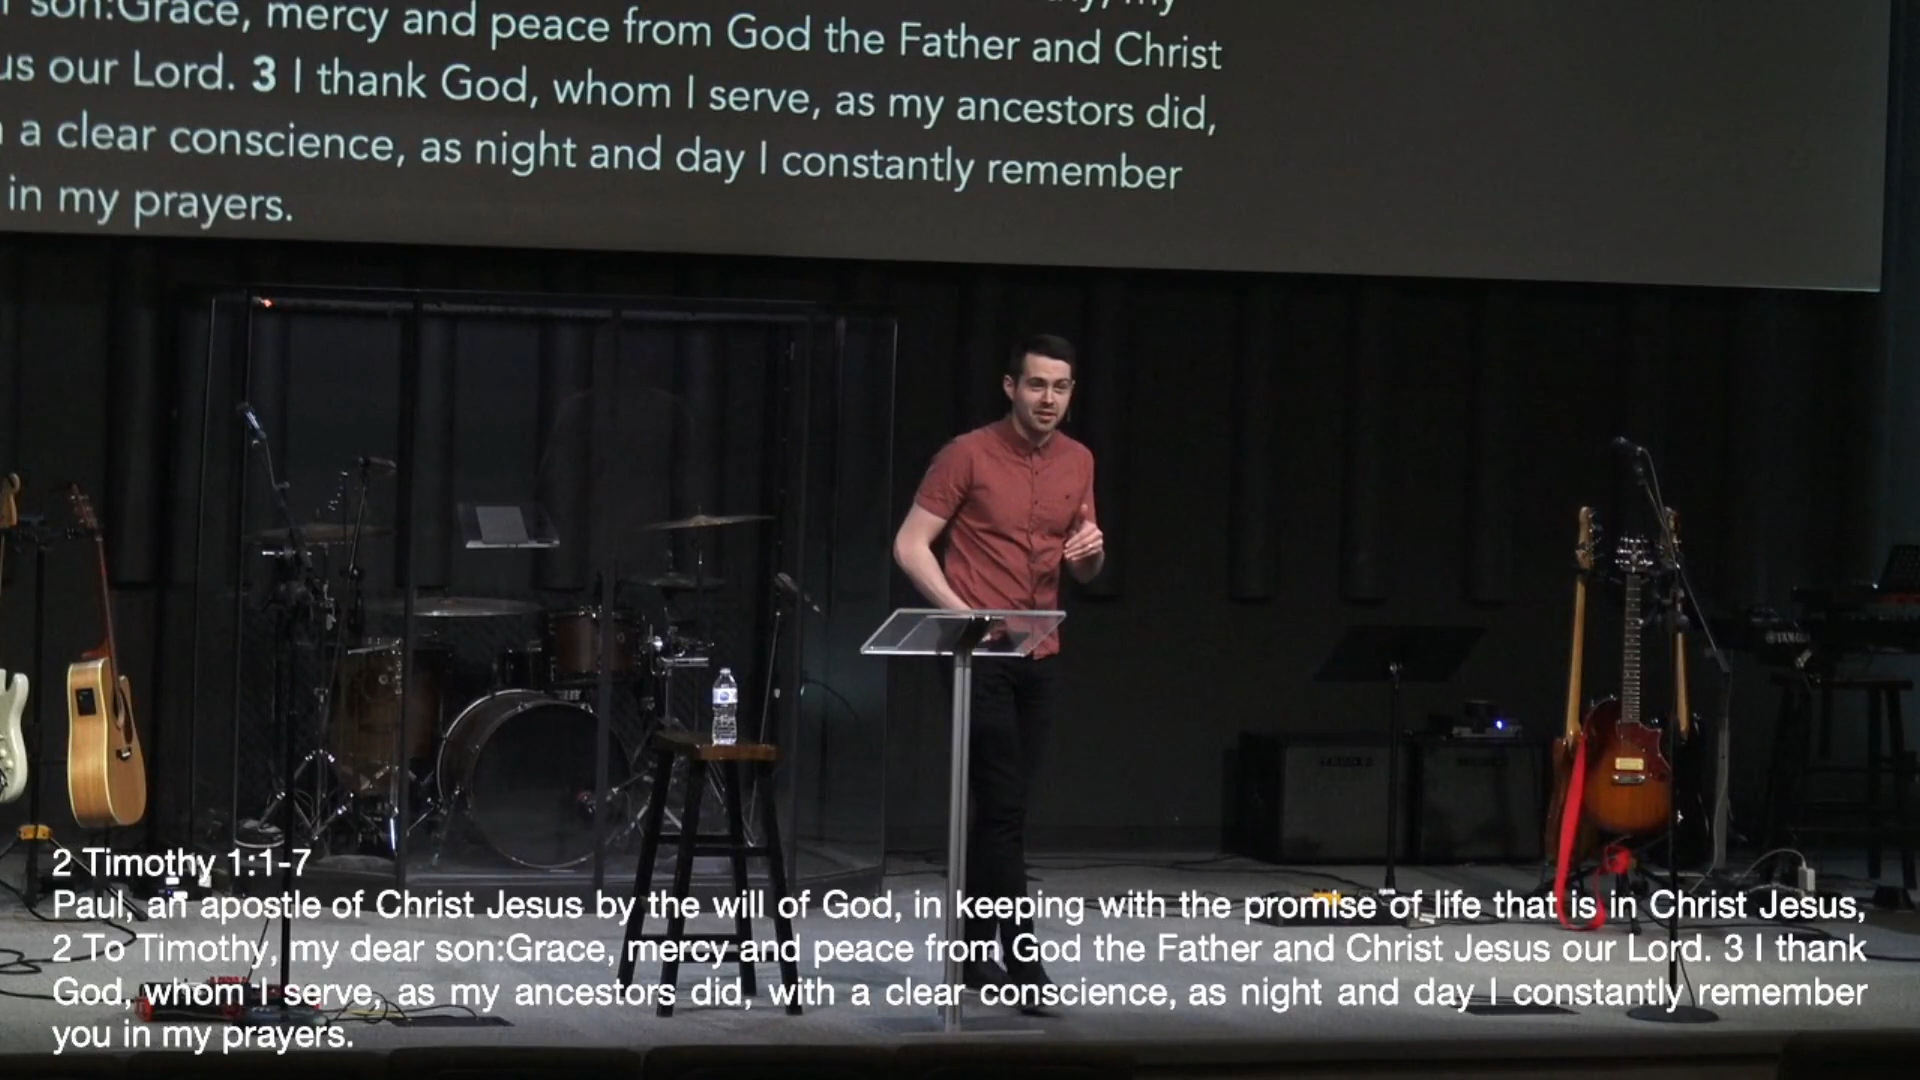 son:Grace, mercy and peace from God the Father and Christ
us our Lord. 3 I thank God, whom I serve, as my ancestors did,
a clear conscience, as night and day I constantly remember
in my prayers.
YAMAHA
2 Timothy 1:1-7
Paul, an apostle of Christ Jesus by the will of God, in keeping with the promise of life that is in Christ Jesus,
2 To Timothy, my dear son:Grace, mercy and peace from God the Father and Christ Jesus our Lord. 3 I thank
God, whom I serve, as my ancestors did, with a clear conscience, as night and day I constantly remember
you in my prayers.